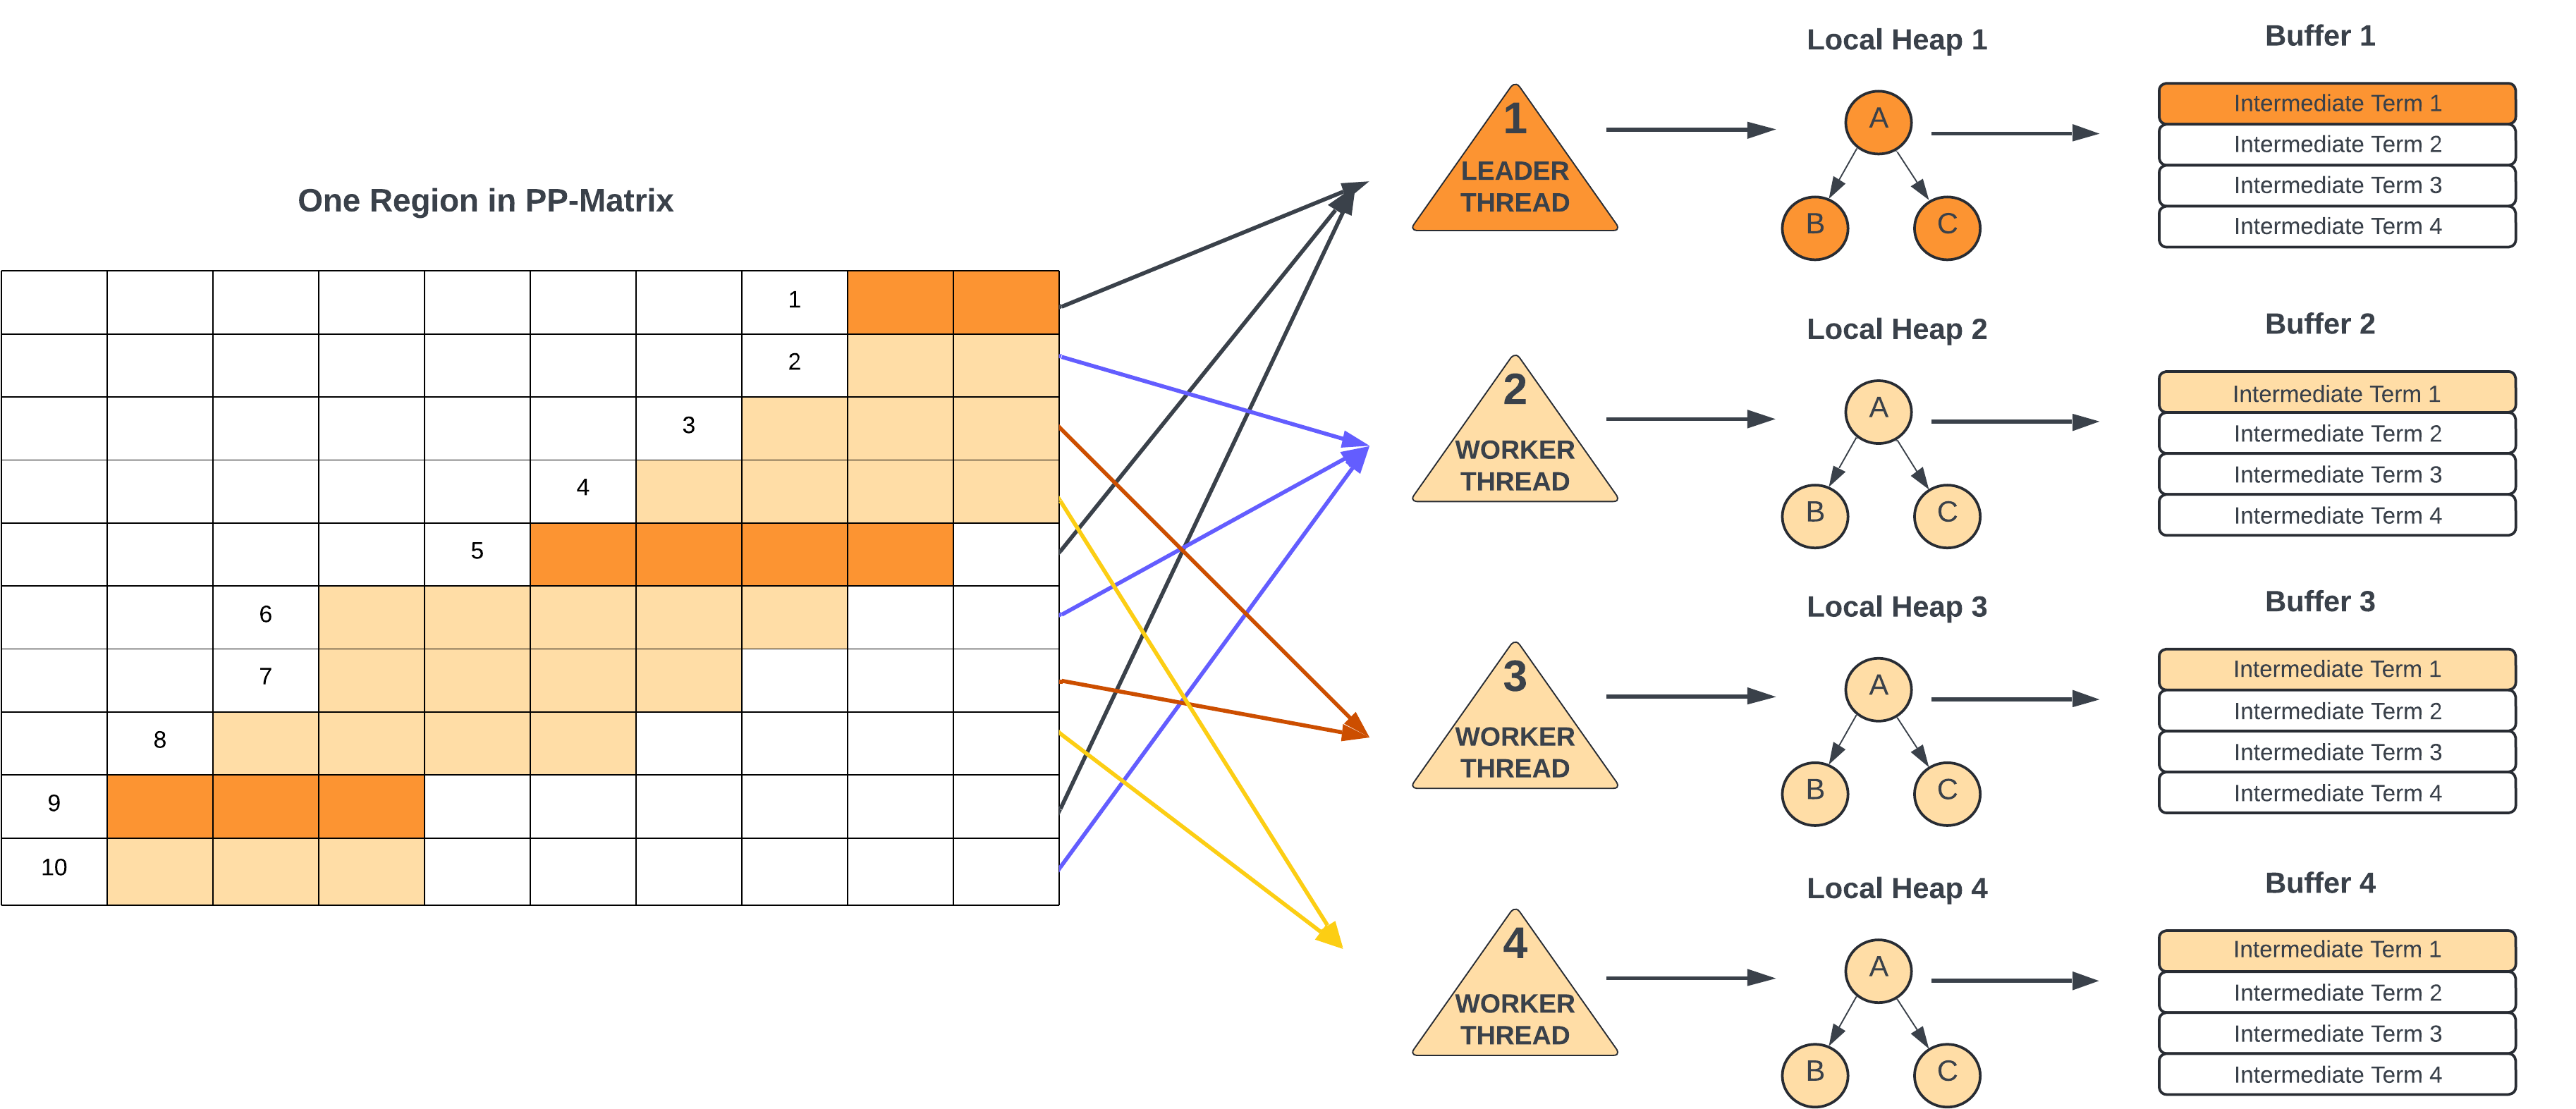 One Region in PP-Matrix
1
2
3
4
5
6
7
8
9
10
1
LEADER
THREAD
Local Heap 1
A
B
C
Buffer 1
Intermediate Term 1
Intermediate Term 2
Intermediate Term 3
Intermediate Term 4
2
WORKER
THREAD
Local Heap 2
A
B
C
Buffer 2
Intermediate Term 1
Intermediate Term 2
Intermediate Term 3
Intermediate Term 4
3
WORKER
THREAD
Local Heap 3
A
B
C
Buffer 3
Intermediate Term 1
Intermediate Term 2
Intermediate Term 3
Intermediate Term 4
4
WORKER
THREAD
Local Heap 4
A
B
C
Buffer 4
Intermediate Term 1
Intermediate Term 2
Intermediate Term 3
Intermediate Term 4